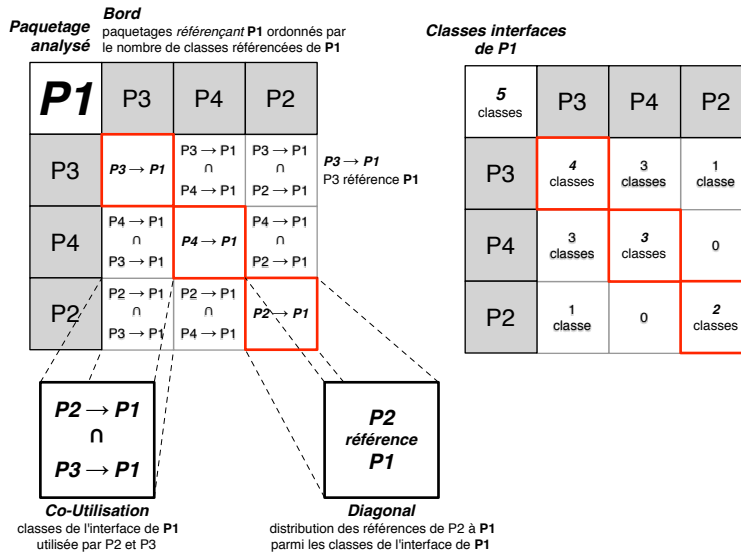 Bord
Paquetage
analysé
paquetages référençant P1 ordonnés par
le nombre de classes référencées de P1
P1
P3
P4
P2
P3
P3 → P1
P3 → P1
∩
P4 → P1
P3 → P1
∩
P2 → P1
P3 → P1
P3 référence P1
P4
P4 → P1
∩
P3 → P1
P4 → P1
P4 → P1
∩
P2 → P1
P2
P2 → P1
∩
P3 → P1
P2 → P1
∩
P4 → P1
P2 → P1
P2 → P1
∩
P3 → P1
Co-Utilisation
classes de l'interface de P1
utilisée par P2 et P3
P2
référence
P1
Diagonal
distribution des références de P2 à P1
parmi les classes de l'interface de P1
Classes interfaces
de P1
5
classes
P3
P4
P2
P3
4
classes
3
classes
1
classe
P4
3
classes
3
classes
0
P2
1
classe
0
2
classes